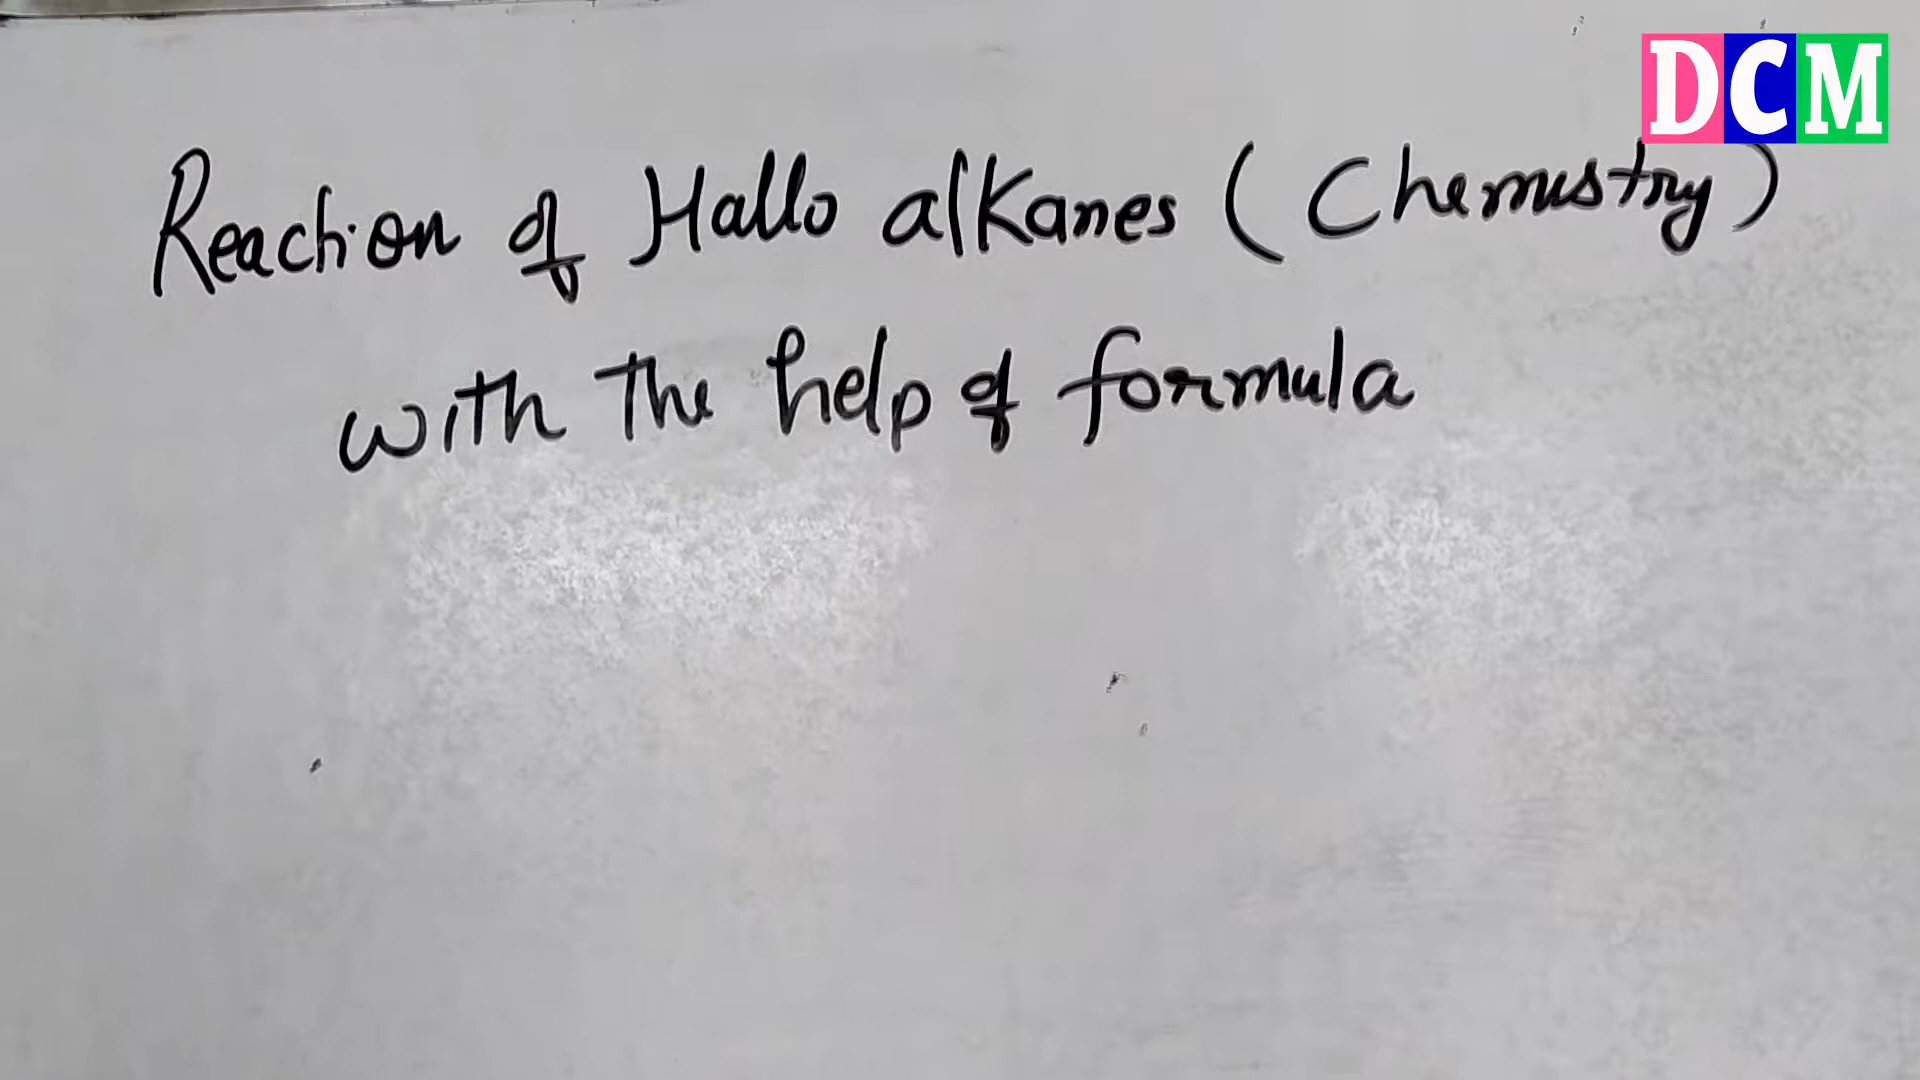 DCM
Reaction of Hallo alkanes (Chemistry)
with the help of formula